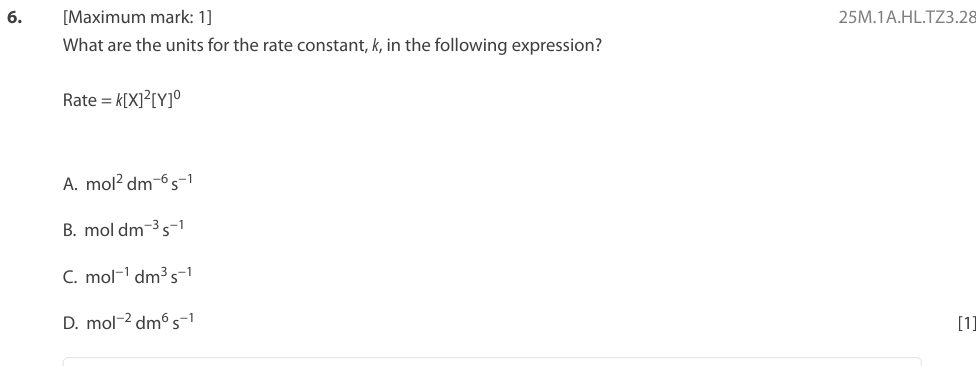 6. [Maximum mark: 1] 25M.1A.HL.TZ3.28
What are the units for the rate constant, k, in the following expression?
Rate = k[X]²[Y]⁰
A. mol² dm⁻⁶ s⁻¹
B. mol dm⁻³ s⁻¹
C. mol⁻¹ dm³ s⁻¹
D. mol⁻² dm⁶ s⁻¹ [1]